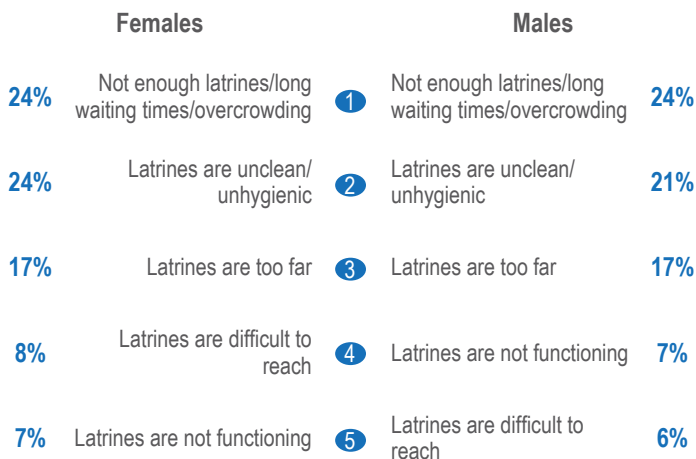 Females Males
24% Not enough latrines/long waiting times/overcrowding 1 Not enough latrines/long waiting times/overcrowding 24%
24% Latrines are unclean/ unhygienic 2 Latrines are unclean/ unhygienic 21%
17% Latrines are too far 3 Latrines are too far 17%
8% Latrines are difficult to reach 4 Latrines are not functioning 7%
7% Latrines are not functioning 5 Latrines are difficult to reach 6%